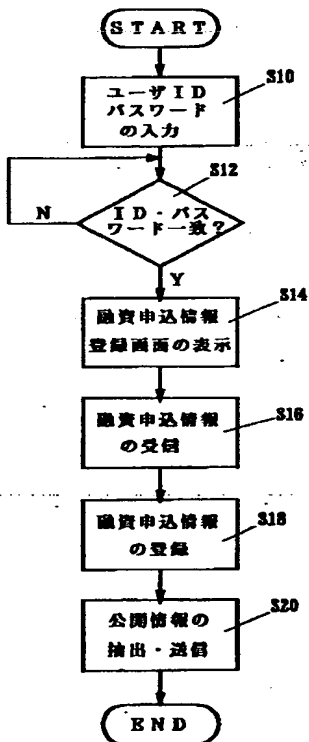 START
S10
ユーザID
パスワード
の入力
S12
N
ID・パス
ワード一致?
Y
S14
融資申込情報
登録画面の表示
S16
融資申込情報
の受信
S18
融資申込情報
の登録
S20
公開情報の
抽出・送信
END